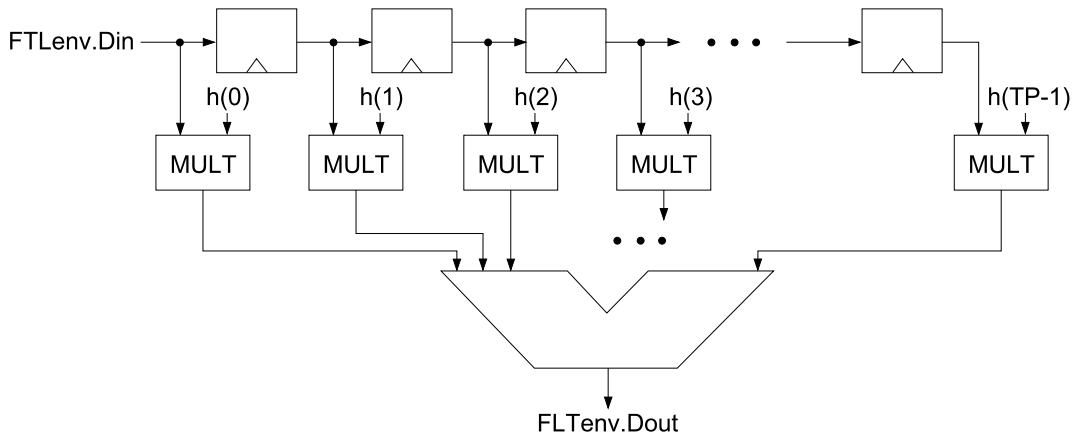 FTLenv.Din
h(0) h(1) h(2) h(3) h(TP-1)
MULT MULT MULT MULT MULT
FLTenv.Dout